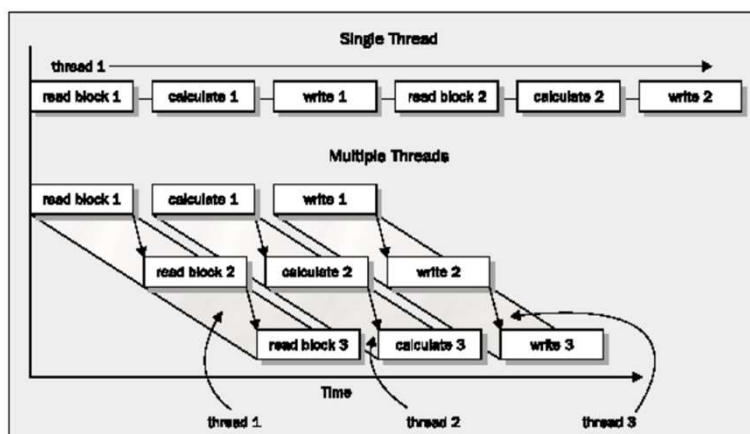 Single Thread
thread 1
read block 1 calculate 1 write 1 read block 2 calculate 2 write 2
Multiple Threads
read block 1 calculate 1 write 1
read block 2 calculate 2 write 2
read block 3 calculate 3 write 3
Time
thread 1 thread 2 thread 3